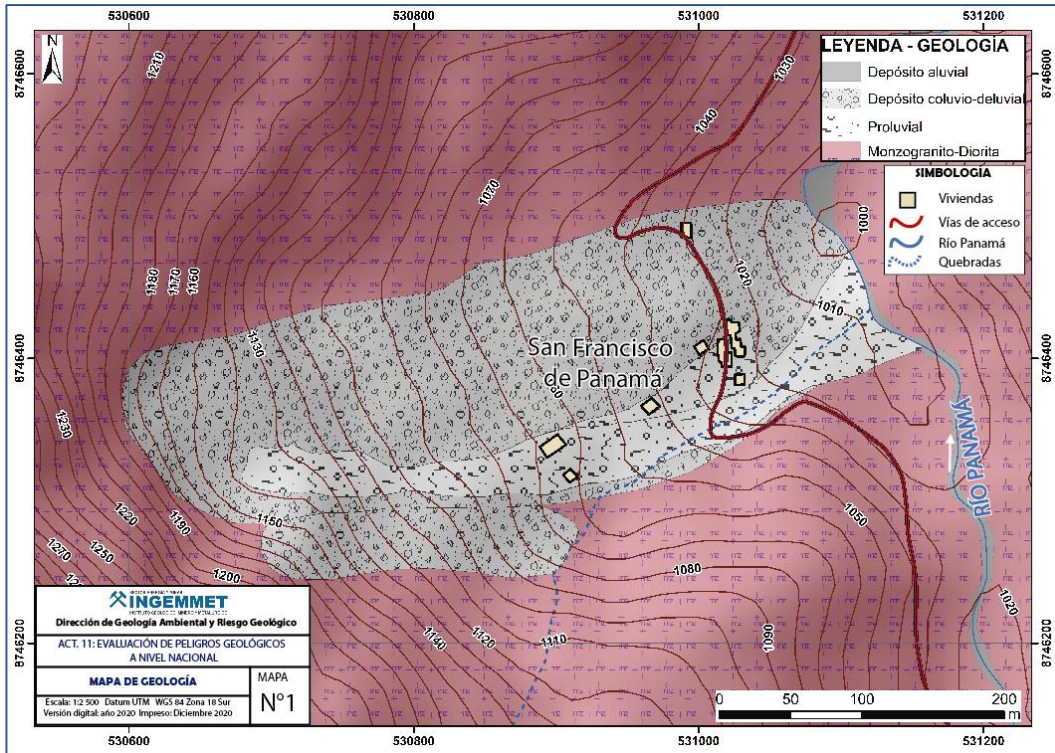 530600
530800
531000
531200
8746600
8746400
8746200
8746600
8746400
8746200
N
LEYENDA - GEOLOGÍA
Depósito aluvial
Depósito coluvio-deluvial
Proluvial
Monzogranito-Diorita
SIMBOLOGÍA
Viviendas
Vías de acceso
Río Panamá
Quebradas
1210
1030
1040
1070
1000
1130
1170
1150
1020
1010
1130
San Francisco
de Panamá
1230
1220
1190
1150
1270
1250
1200
1050
1080
1140
1120
1110
1090
1020
RÍO PANAMÁ
INGEMMET
Dirección de Geología Ambiental y Riesgo Geológico
ACT. 11: EVALUACIÓN DE PELIGROS GEOLÓGICOS
A NIVEL NACIONAL
MAPA DE GEOLOGÍA
Escala: 1:2 500 Datum UTM WGS 84 Zona 18 Sur
Versión digital: año 2020 Impreso: Diciembre 2020
MAPA
N°1
0 50 100 200
m
530600
530800
531000
531200